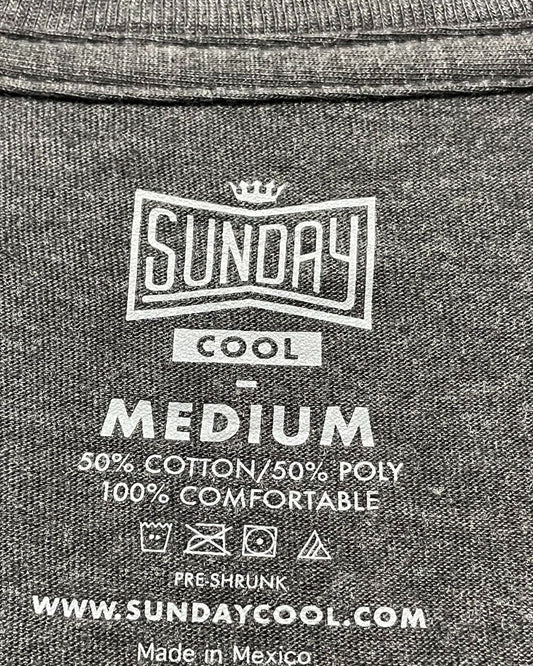 SUNDAY
COOL
-
MEDIUM
50% COTTON/50% POLY
100% COMFORTABLE
PRE-SHRUNK
WWW.SUNDAYCOOL.COM
Made in Mexico